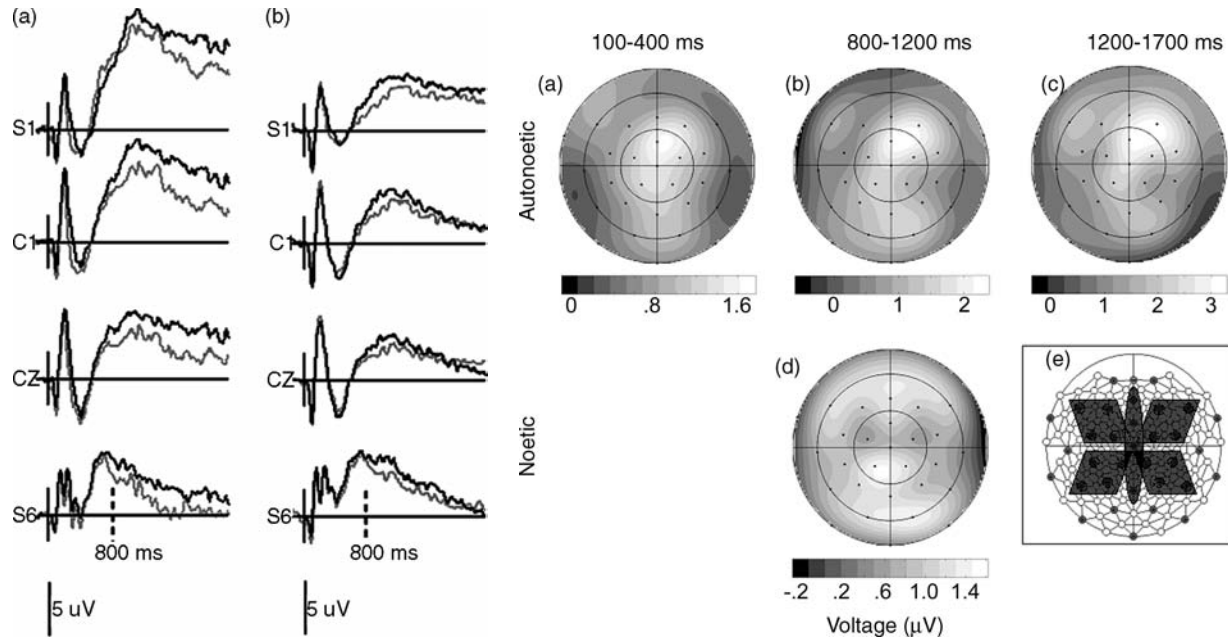 (a)
(b)
S1
C1
CZ
S6
800 ms
5 uV
S1
C1
CZ
S6
800 ms
5 uV
100-400 ms
800-1200 ms
1200-1700 ms
Autonoetic
(a)
(b)
(c)
0 .8 1.6
0 1 2
0 1 2 3
Noetic
(d)
(e)
-.2 .2 .6 1.0 1.4
Voltage (µV)